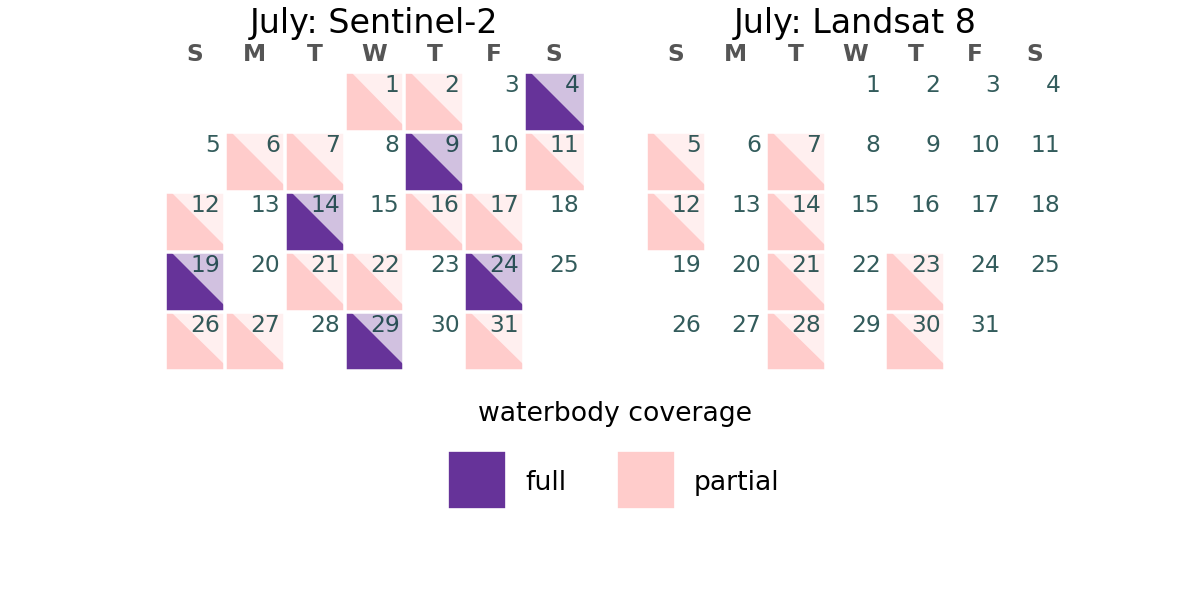 July: Sentinel-2
S M T W T F S
1 2 3 4
5 6 7 8 9 10 11
12 13 14 15 16 17 18
19 20 21 22 23 24 25
26 27 28 29 30 31
July: Landsat 8
S M T W T F S
1 2 3 4
5 6 7 8 9 10 11
12 13 14 15 16 17 18
19 20 21 22 23 24 25
26 27 28 29 30 31
waterbody coverage
full partial